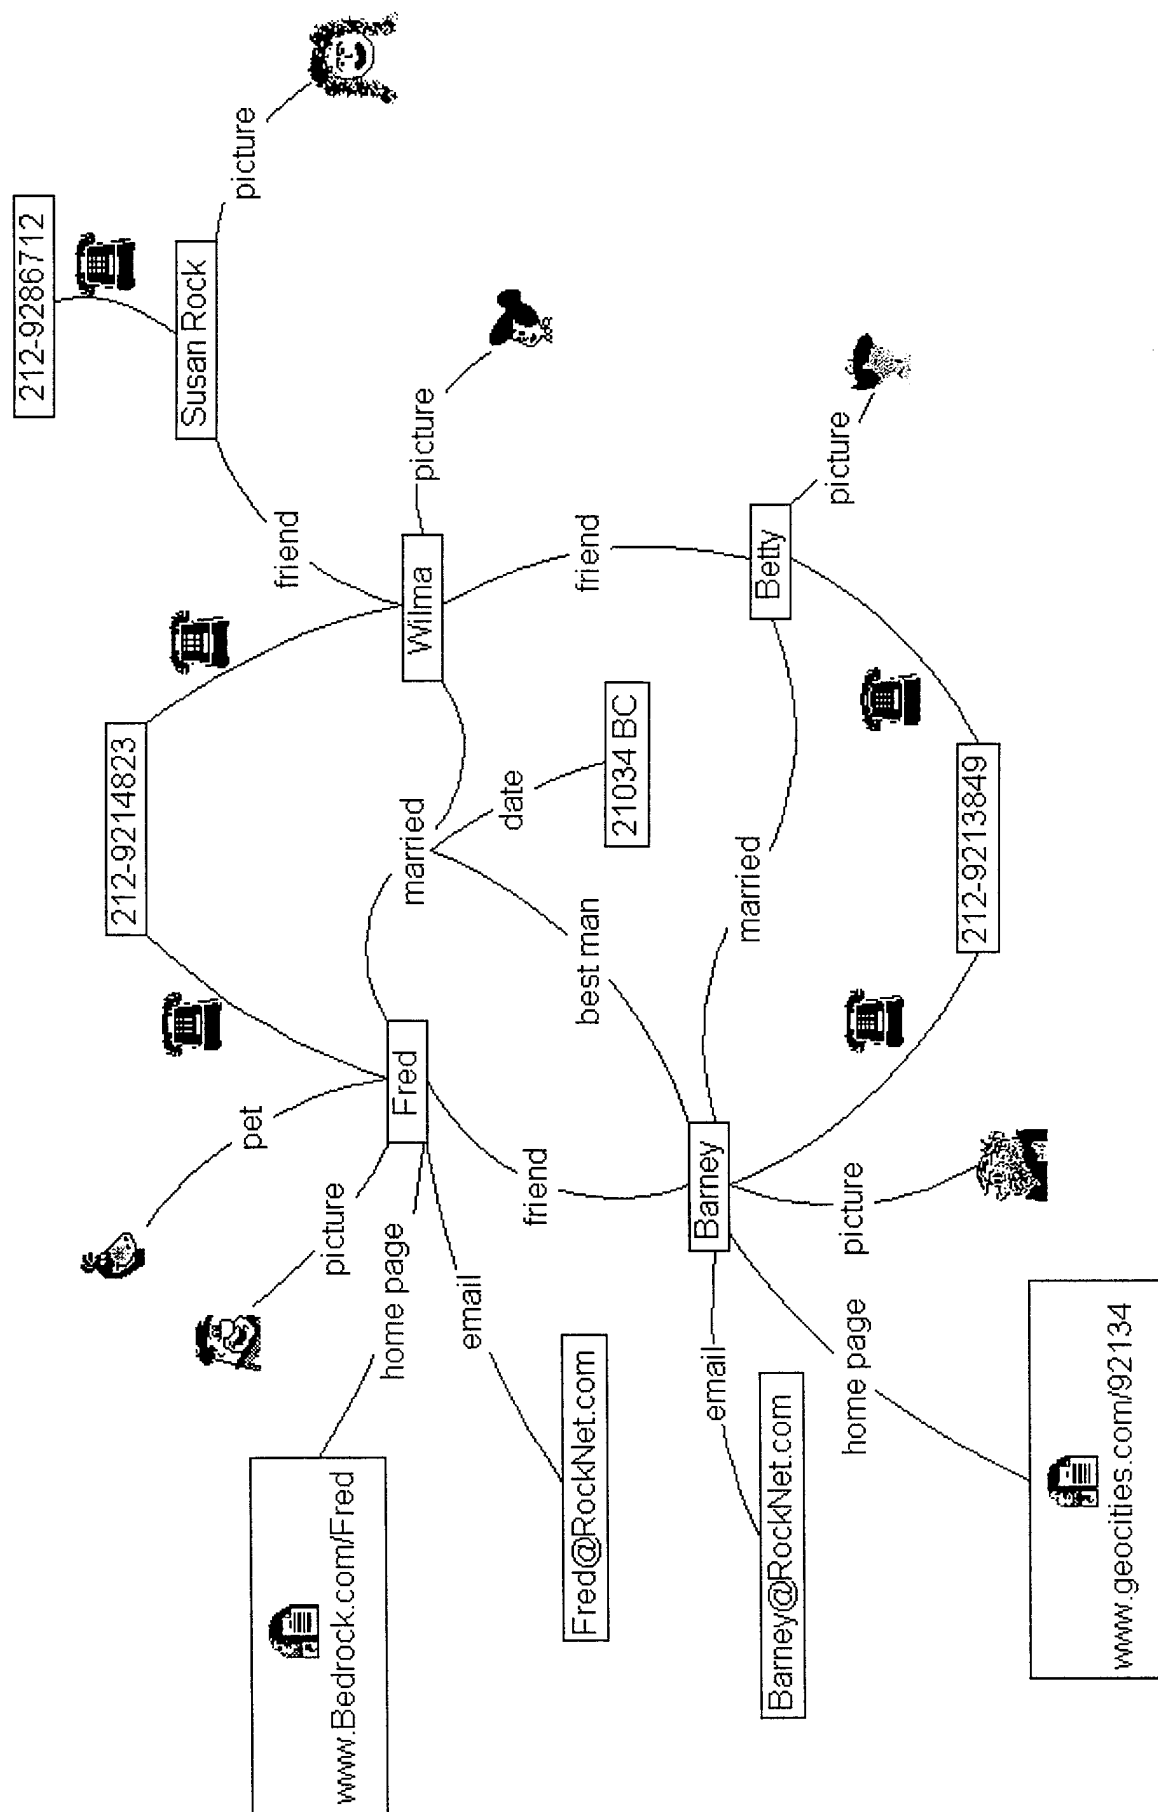 212-9286712
212-9214823
Susan Rock
picture
pet
friend
picture
www.Bedrock.com/Fred
home page
Fred
married
Wilma
picture
email
date
friend
Fred@RockNet.com
best man
friend
21034 BC
email
Barney
married
Betty
Barney@RockNet.com
picture
home page
picture
212-9213849
www.geocities.com/92134